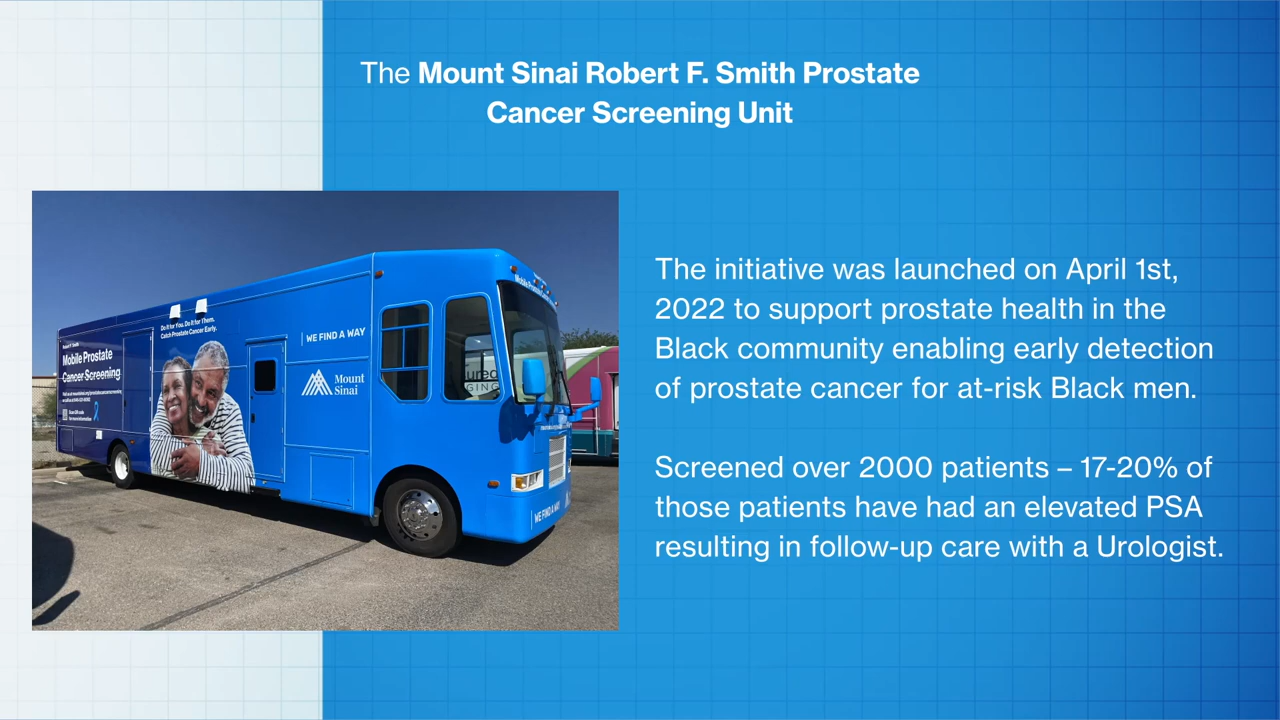 The Mount Sinai Robert F. Smith Prostate
Cancer Screening Unit
Do it for You. Do it for Them.
Catch Prostate Cancer Early.
Mobile Prostate
Cancer Screening
WE FIND A WAY
Mount
Sinai
WE FIND A WAY
The initiative was launched on April 1st,
2022 to support prostate health in the
Black community enabling early detection
of prostate cancer for at-risk Black men.
Screened over 2000 patients – 17-20% of
those patients have had an elevated PSA
resulting in follow-up care with a Urologist.